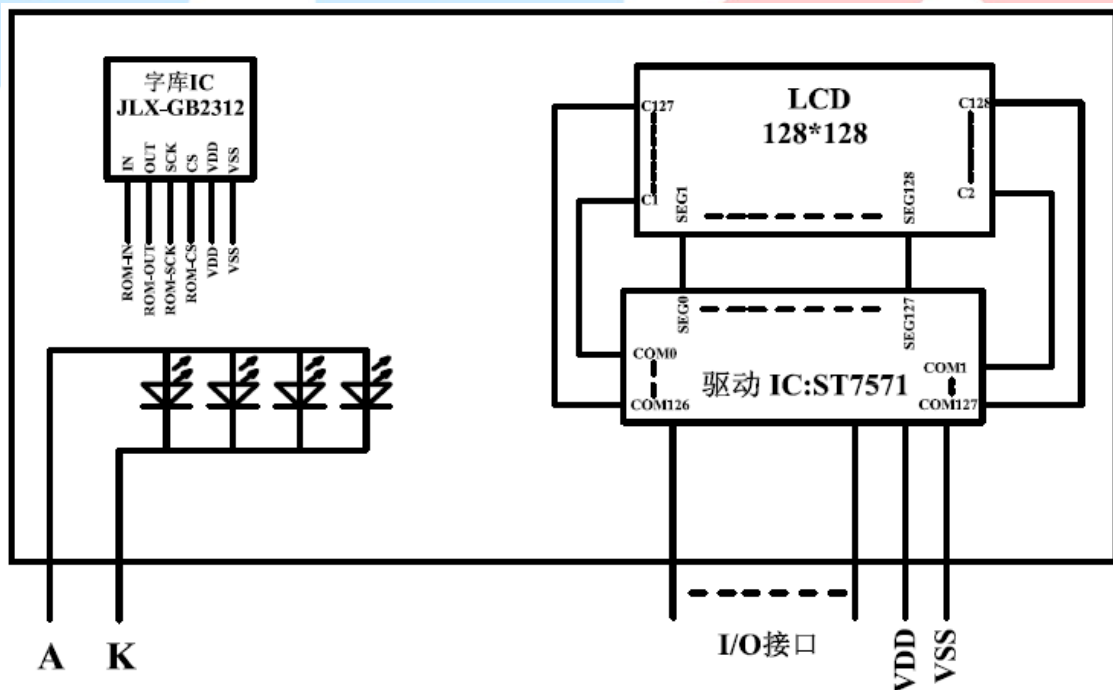 字库IC
JLX-GB2312
IN
OUT
SCK
CS
VDD
VSS
ROM-IN
ROM-OUT
ROM-SCK
ROM-CS
VDD
VSS
LCD
128*128
C127
C128
C1
C2
SEG1
SEG128
SEG0
SEG127
COM0
COM1
驱动 IC:ST7571
COM126
COM127
A
K
I/O接口
VDD
VSS